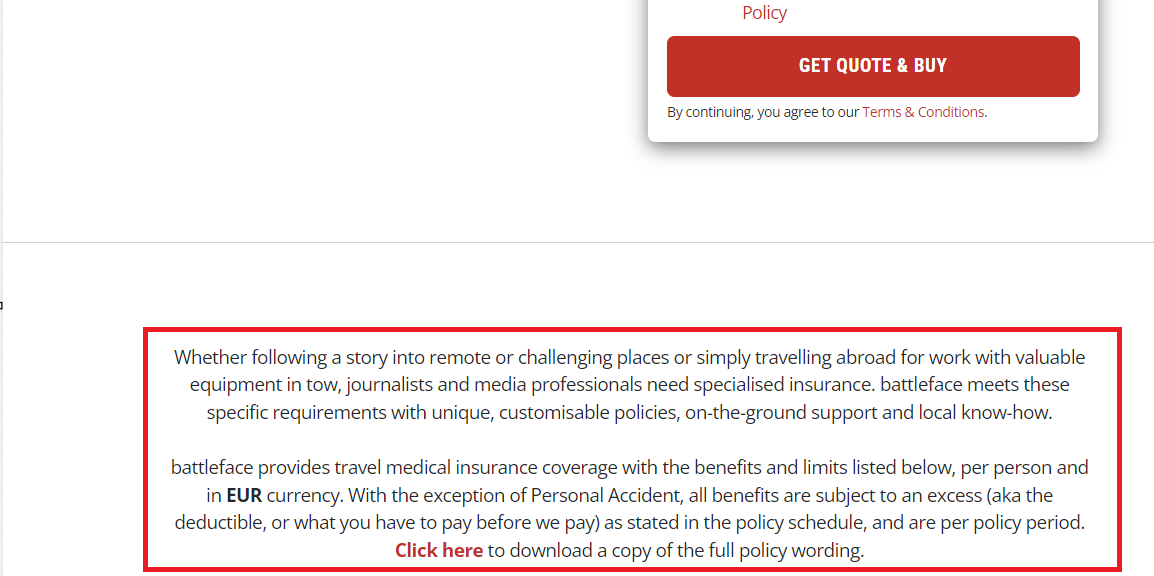 Policy
GET QUOTE & BUY
By continuing, you agree to our Terms & Conditions.
Whether following a story into remote or challenging places or simply travelling abroad for work with valuable
equipment in tow, journalists and media professionals need specialised insurance. battleface meets these
specific requirements with unique, customisable policies, on-the-ground support and local know-how.
battleface provides travel medical insurance coverage with the benefits and limits listed below, per person and
in EUR currency. With the exception of Personal Accident, all benefits are subject to an excess (aka the
deductible, or what you have to pay before we pay) as stated in the policy schedule, and are per policy period.
Click here to download a copy of the full policy wording.